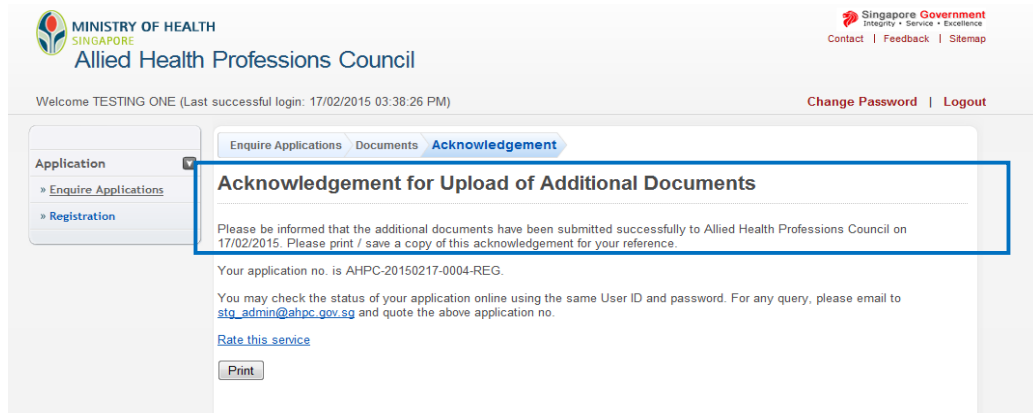 MINISTRY OF HEALTH
SINGAPORE
Allied Health Professions Council
Singapore Government
Integrity • Service • Excellence
Contact | Feedback | Sitemap
Welcome TESTING ONE (Last successful login: 17/02/2015 03:38:26 PM)
Change Password | Logout
Application
» Enquire Applications
» Registration
Enquire Applications Documents Acknowledgement
Acknowledgement for Upload of Additional Documents
Please be informed that the additional documents have been submitted successfully to Allied Health Professions Council on
17/02/2015. Please print / save a copy of this acknowledgement for your reference.
Your application no. is AHPC-20150217-0004-REG.
You may check the status of your application online using the same User ID and password. For any query, please email to
stg_admin@ahpc.gov.sg and quote the above application no.
Rate this service
Print